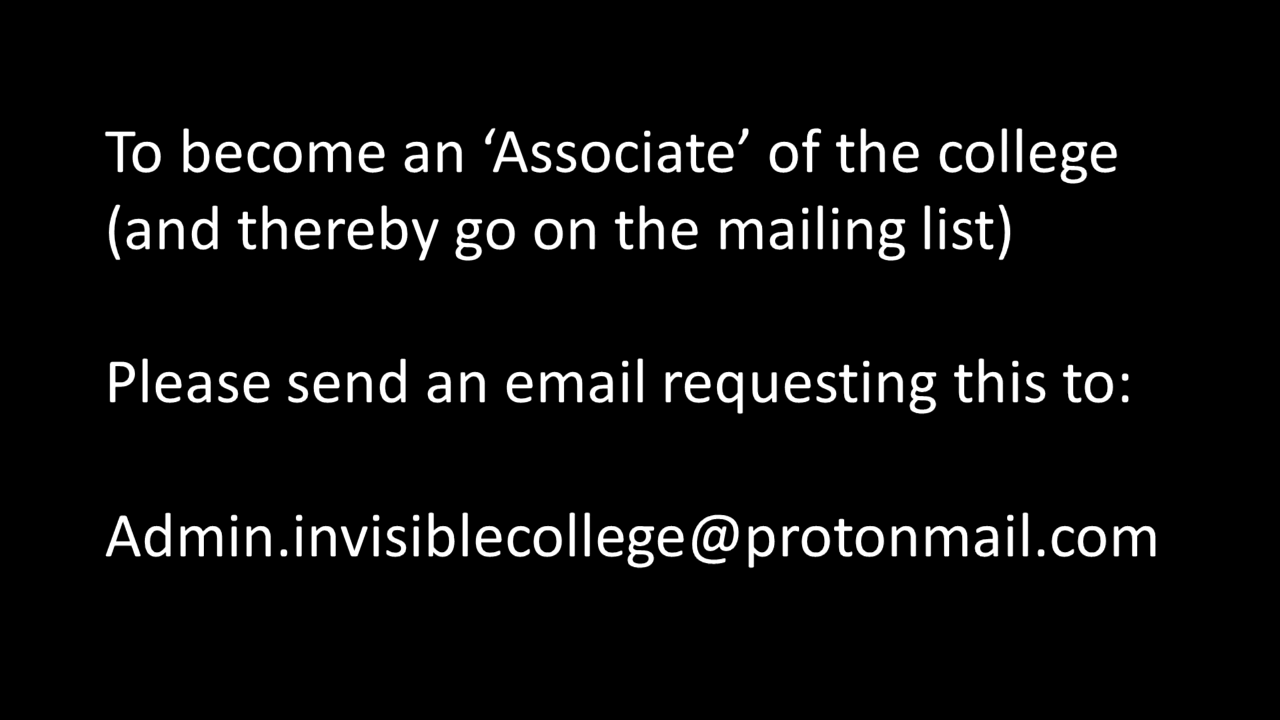 To become an ‘Associate’ of the college
(and thereby go on the mailing list)
Please send an email requesting this to:
Admin.invisiblecollege@protonmail.com